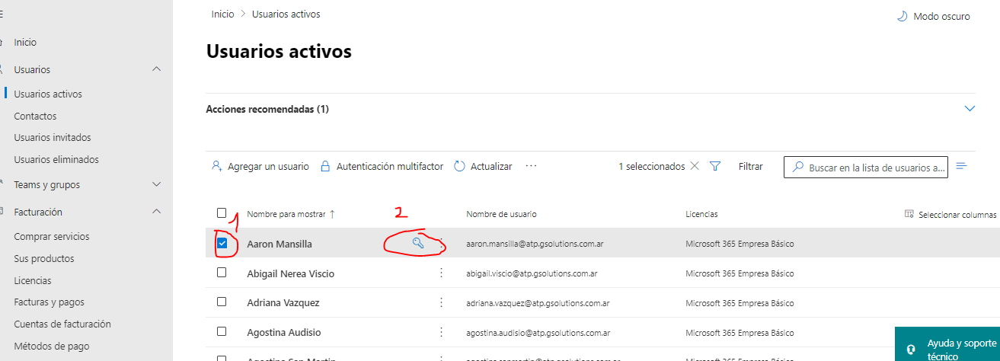 Inicio > Usuarios activos
Modo oscuro
Inicio
Usuarios
Usuarios activos
Contactos
Usuarios invitados
Usuarios eliminados
Teams y grupos
Facturación
Comprar servicios
Sus productos
Licencias
Facturas y pagos
Cuentas de facturación
Métodos de pago
Usuarios activos
Acciones recomendadas (1)
Agregar un usuario Autenticación multifactor Actualizar ··· 1 seleccionados Filtrar Buscar en la lista de usuarios a...
1 2
Nombre para mostrar ↑ Nombre de usuario Licencias Seleccionar columnas
Aaron Mansilla aaron.mansilla@atp.gsolutions.com.ar Microsoft 365 Empresa Básico
Abigail Nerea Viscio abigail.viscio@atp.gsolutions.com.ar Microsoft 365 Empresa Básico
Adriana Vazquez adriana.vazquez@atp.gsolutions.com.ar Microsoft 365 Empresa Básico
Agostina Audisio agostina.audisio@atp.gsolutions.com.ar Microsoft 365 Empresa Básico
Ayuda y soporte
técnico